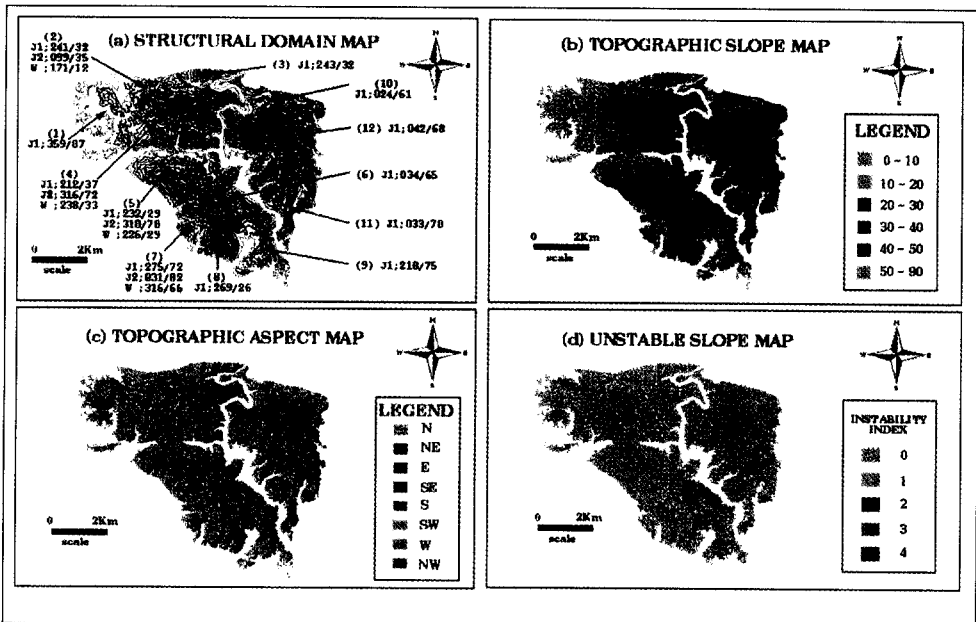 (a) STRUCTURAL DOMAIN MAP
(2)
J1;241/32
J2;099/35
W ;171/12
(3) J1;243/32
(10)
J1;024/61
(1)
J1;359/87
(12) J1;042/68
(4)
J1;212/37
J2;316/72
W ;238/33
(5)
J1;232/29
J2;318/78
W ;226/29
(6) J1;034/65
(11) J1;033/78
(7)
J1;275/72
J2;031/82
W ;316/66
(8)
J1;269/26
(9) J1;218/75
0 2Km
scale
N
W E
S
(b) TOPOGRAPHIC SLOPE MAP
N
W E
S
LEGEND
0 ~ 10
10 ~ 20
20 ~ 30
30 ~ 40
40 ~ 50
50 ~ 90
0 2Km
scale
(c) TOPOGRAPHIC ASPECT MAP
N
W E
S
LEGEND
N
NE
E
SE
S
SW
W
NW
0 2Km
scale
(d) UNSTABLE SLOPE MAP
N
W E
S
INSTABILITY
INDEX
0
1
2
3
4
0 2Km
scale